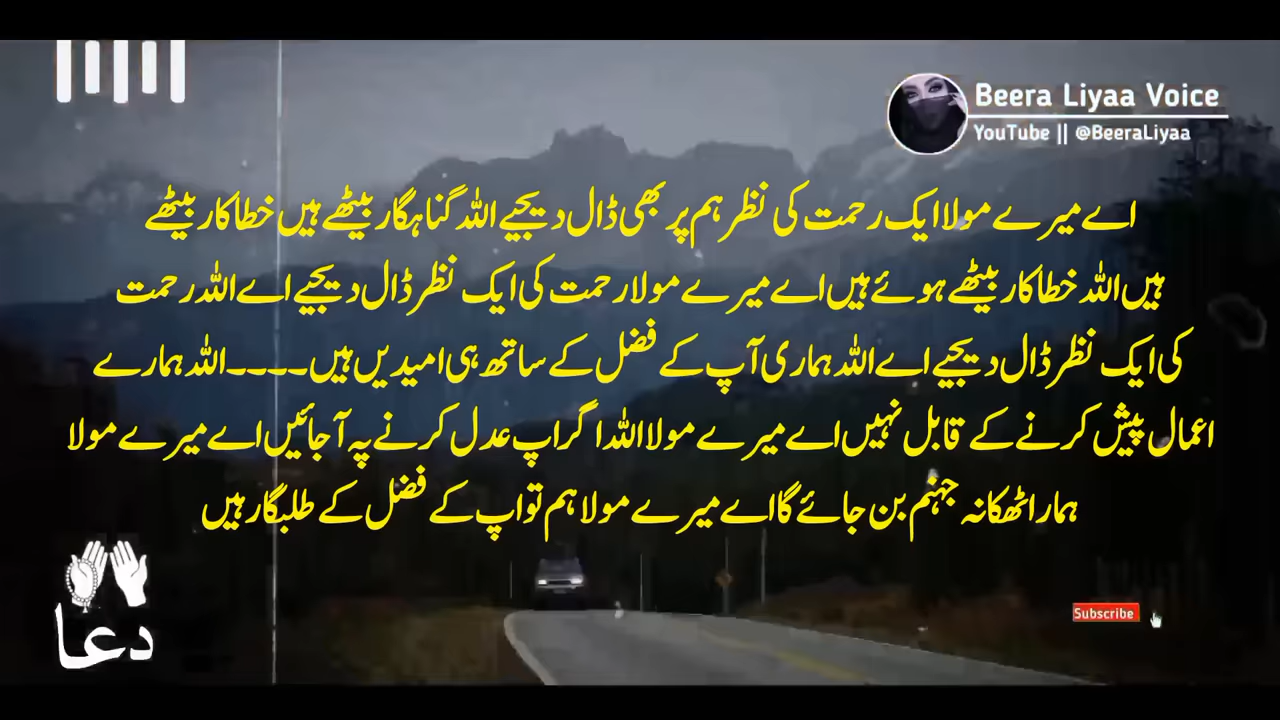 Beera Liyaa Voice
YouTube || @BeeraLiyaa
اے میرے مولا ایک رحمت کی نظر ہم پر بھی ڈال دیجیے اللہ گناہگار بیٹھے ہیں خطاکار بیٹھے
ہیں اللہ خطاکار بیٹھے ہوئے ہیں اے میرے مولا رحمت کی ایک نظر ڈال دیجیے اے اللہ رحمت
کی ایک نظر ڈال دیجیے اے اللہ ہماری آپ کے فضل کے ساتھ ہی امیدیں ہیں۔۔۔۔ اللہ ہمارے
اعمال پیش کرنے کے قابل نہیں اے میرے مولا اللہ اگر اپ عدل کرنے پہ آ جائیں اے میرے مولا
ہمارا ٹھکانہ جہنم بن جائے گا اے میرے مولا ہم تو اپ کے فضل کے طلبگار ہیں
دعا
Subscribe